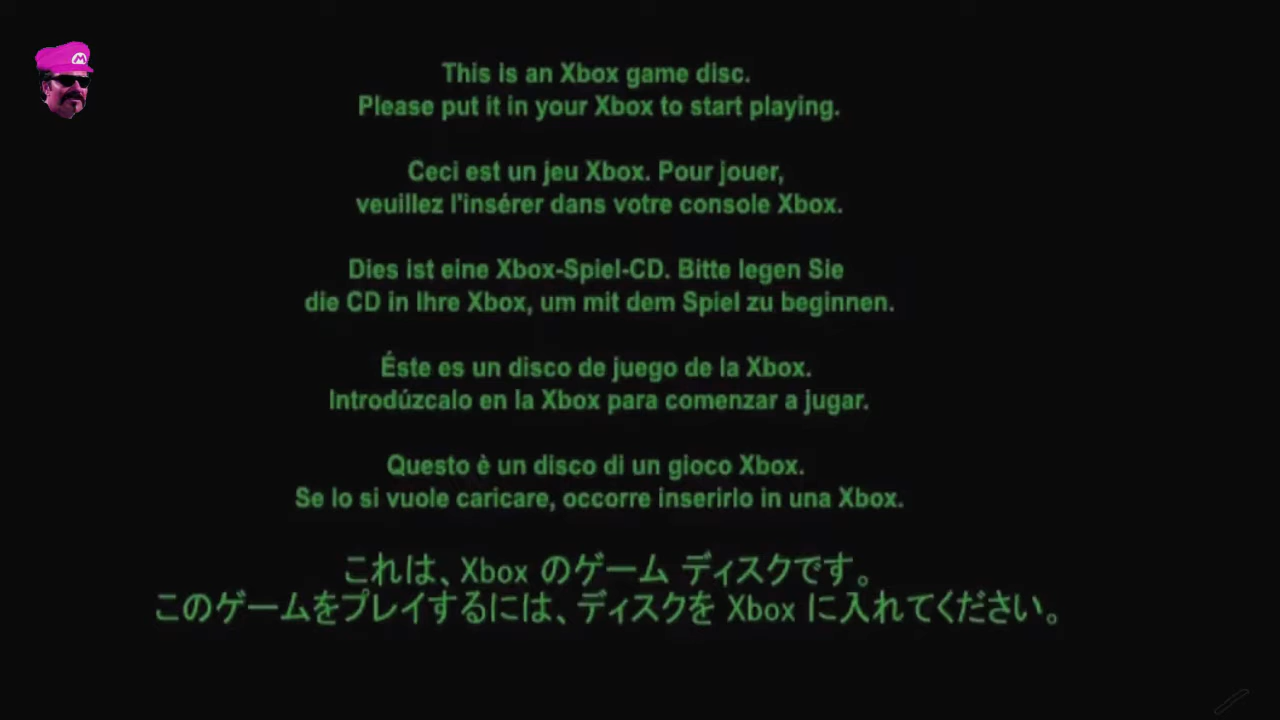 This is an Xbox game disc.
Please put it in your Xbox to start playing.
Ceci est un jeu Xbox. Pour jouer,
veuillez l'insérer dans votre console Xbox.
Dies ist eine Xbox-Spiel-CD. Bitte legen Sie
die CD in Ihre Xbox, um mit dem Spiel zu beginnen.
Éste es un disco de juego de la Xbox.
Introdúzcalo en la Xbox para comenzar a jugar.
Questo è un disco di un gioco Xbox.
Se lo si vuole caricare, occorre inserirlo in una Xbox.
これは、Xbox のゲーム ディスクです。
このゲームをプレイするには、ディスクを Xbox に入れてください。
M